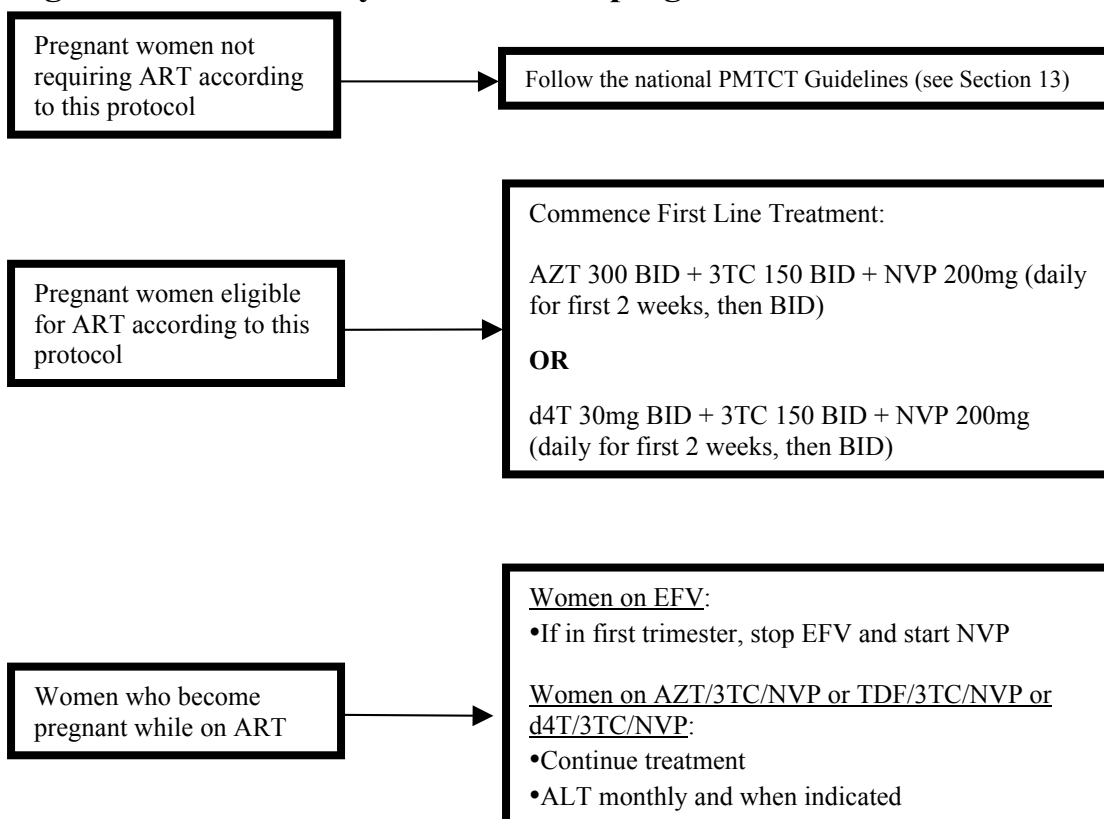 Pregnant women not
requiring ART according
to this protocol
Follow the national PMTCT Guidelines (see Section 13)
Pregnant women eligible
for ART according to this
protocol
Commence First Line Treatment:
AZT 300 BID + 3TC 150 BID + NVP 200mg (daily
for first 2 weeks, then BID)
OR
d4T 30mg BID + 3TC 150 BID + NVP 200mg
(daily for first 2 weeks, then BID)
Women who become
pregnant while on ART
Women on EFV:
•If in first trimester, stop EFV and start NVP
Women on AZT/3TC/NVP or TDF/3TC/NVP or
d4T/3TC/NVP:
•Continue treatment
•ALT monthly and when indicated